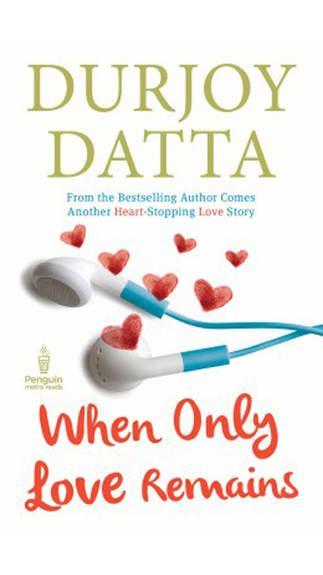 DURJOY
DATTA
From the Bestselling Author Comes
Another Heart-Stopping Love Story
Penguin
metro reads
When Only
Love Remains